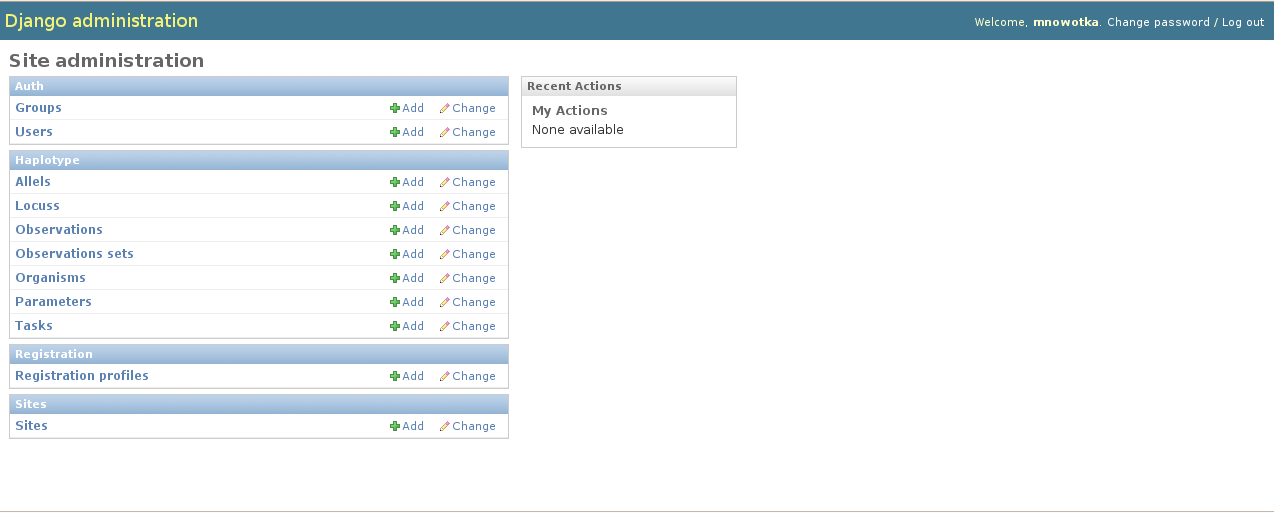 Django administration
Welcome, mnowotka. Change password / Log out
Site administration
Auth
Groups Add Change
Users Add Change
Haplotype
Allels Add Change
Locuss Add Change
Observations Add Change
Observations sets Add Change
Organisms Add Change
Parameters Add Change
Tasks Add Change
Registration
Registration profiles Add Change
Sites
Sites Add Change
Recent Actions
My Actions
None available